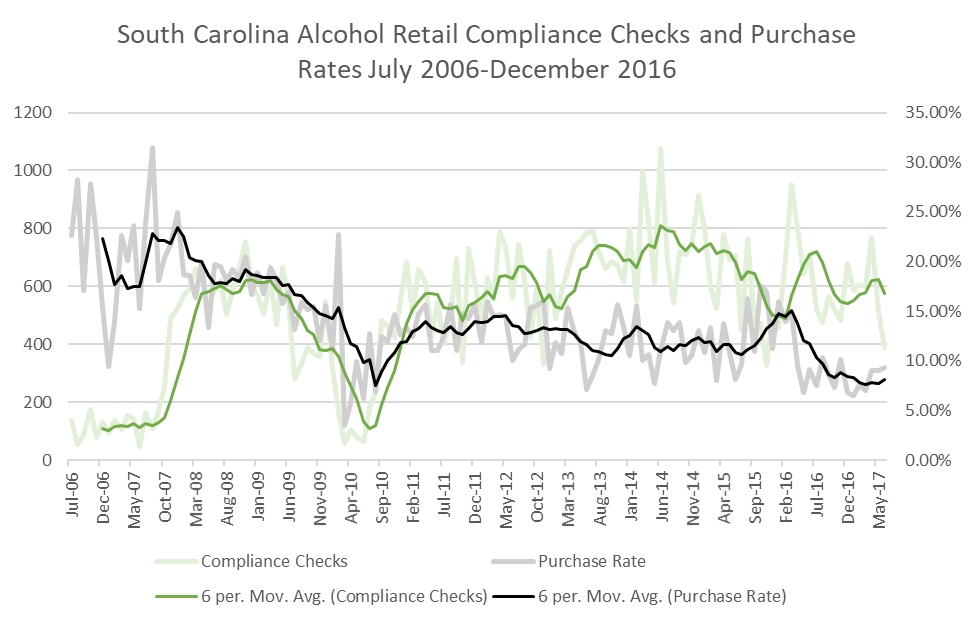 South Carolina Alcohol Retail Compliance Checks and Purchase
Rates July 2006-December 2016
1200
1000
800
600
400
200
0
35.00%
30.00%
25.00%
20.00%
15.00%
10.00%
5.00%
0.00%
Jul-06
Dec-06
May-07
Oct-07
Mar-08
Aug-08
Jan-09
Jun-09
Nov-09
Apr-10
Sep-10
Feb-11
Jul-11
Dec-11
May-12
Oct-12
Mar-13
Aug-13
Jan-14
Jun-14
Nov-14
Apr-15
Sep-15
Feb-16
Jul-16
Dec-16
May-17
Compliance Checks
Purchase Rate
6 per. Mov. Avg. (Compliance Checks)
6 per. Mov. Avg. (Purchase Rate)